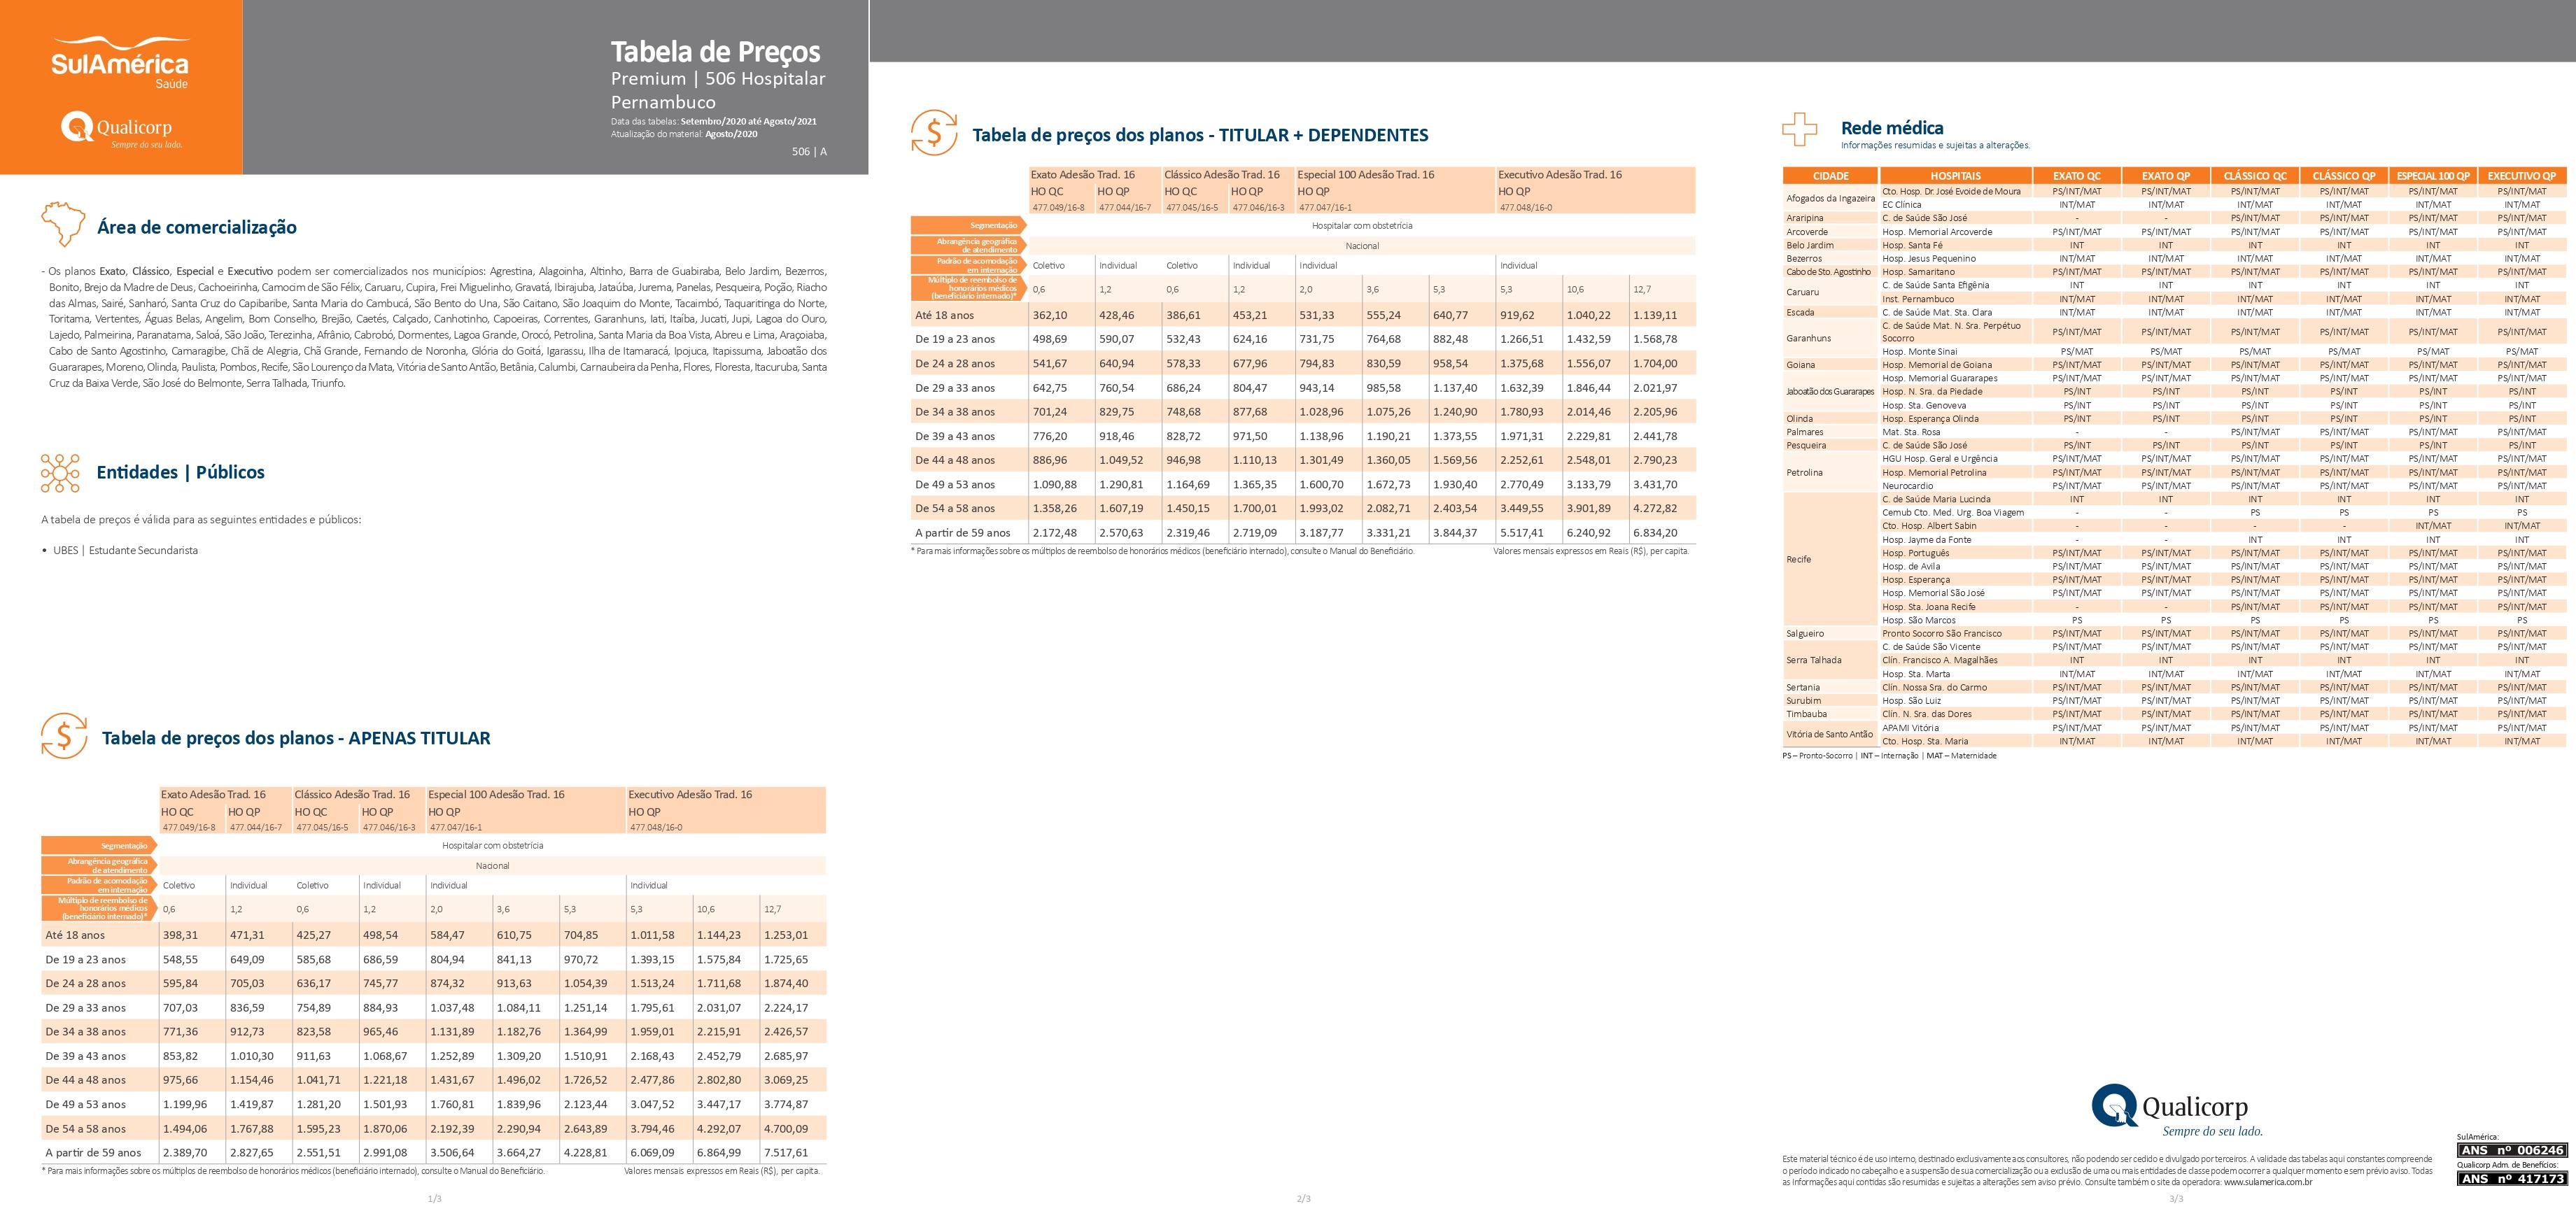 SulAmérica
Saúde
Qualicorp
Sempre do seu lado.
Tabela de Preços
Premium | 506 Hospitalar
Pernambuco
Data das tabelas: Setembro/2020 até Agosto/2021
Atualização do material: Agosto/2020
506 | A
Área de comercialização
- Os planos Exato, Clássico, Especial e Executivo podem ser comercializados nos municípios: Agrestina, Alagoinha, Altinho, Barra de Guabiraba, Belo Jardim, Bezerros,
Bonito, Brejo da Madre de Deus, Cachoeirinha, Camocim de São Félix, Caruaru, Cupira, Frei Miguelinho, Gravatá, Ibirajuba, Jataúba, Jurema, Panelas, Pesqueira, Poção, Riacho
das Almas, Sairé, Sanharó, Santa Cruz do Capibaribe, Santa Maria do Cambucá, São Bento do Una, São Caitano, São Joaquim do Monte, Tacaimbó, Taquaritinga do Norte,
Toritama, Vertentes, Águas Belas, Angelim, Bom Conselho, Brejão, Caetés, Calçado, Canhotinho, Capoeiras, Correntes, Garanhuns, Iati, Itaíba, Jucati, Jupi, Lagoa do Ouro,
Lajedo, Palmeirina, Paranatama, Saloá, São João, Terezinha, Afrânio, Cabrobó, Dormentes, Lagoa Grande, Orocó, Petrolina, Santa Maria da Boa Vista, Abreu e Lima, Araçoiaba,
Cabo de Santo Agostinho, Camaragibe, Chã de Alegria, Chã Grande, Fernando de Noronha, Glória do Goitá, Igarassu, Ilha de Itamaracá, Ipojuca, Itapissuma, Jaboatão dos
Guararapes, Moreno, Olinda, Paulista, Pombos, Recife, São Lourenço da Mata, Vitória de Santo Antão, Betânia, Calumbi, Carnaubeira da Penha, Flores, Floresta, Itacuruba, Santa
Cruz da Baixa Verde, São José do Belmonte, Serra Talhada, Triunfo.
Entidades | Públicos
A tabela de preços é válida para as seguintes entidades e públicos:
• UBES | Estudante Secundarista
Tabela de preços dos planos - APENAS TITULAR
Exato Adesão Trad. 16 Clássico Adesão Trad. 16 Especial 100 Adesão Trad. 16 Executivo Adesão Trad. 16
HO QC HO QP HO QC HO QP HO QP HO QP
477.049/16-8 477.044/16-7 477.045/16-5 477.046/16-3 477.047/16-1 477.048/16-0
Segmentação Hospitalar com obstetrícia
Abrangência geográfica
de atendimento Nacional
Padrão de acomodação
em internação Coletivo Individual Coletivo Individual Individual Individual
Múltiplo de reembolso de
honorários médicos
(beneficiário internado)* 0,6 1,2 0,6 1,2 2,0 3,6 5,3 5,3 10,6 12,7
Até 18 anos 398,31 471,31 425,27 498,54 584,47 610,75 704,85 1.011,58 1.144,23 1.253,01
De 19 a 23 anos 548,55 649,09 585,68 686,59 804,94 841,13 970,72 1.393,15 1.575,84 1.725,65
De 24 a 28 anos 595,84 705,03 636,17 745,77 874,32 913,63 1.054,39 1.513,24 1.711,68 1.874,40
De 29 a 33 anos 707,03 836,59 754,89 884,93 1.037,48 1.084,11 1.251,14 1.795,61 2.031,07 2.224,17
De 34 a 38 anos 771,36 912,73 823,58 965,46 1.131,89 1.182,76 1.364,99 1.959,01 2.215,91 2.426,57
De 39 a 43 anos 853,82 1.010,30 911,63 1.068,67 1.252,89 1.309,20 1.510,91 2.168,43 2.452,79 2.685,97
De 44 a 48 anos 975,66 1.154,46 1.041,71 1.221,18 1.431,67 1.496,02 1.726,52 2.477,86 2.802,80 3.069,25
De 49 a 53 anos 1.199,96 1.419,87 1.281,20 1.501,93 1.760,81 1.839,96 2.123,44 3.047,52 3.447,17 3.774,87
De 54 a 58 anos 1.494,06 1.767,88 1.595,23 1.870,06 2.192,39 2.290,94 2.643,89 3.794,46 4.292,07 4.700,09
A partir de 59 anos 2.389,70 2.827,65 2.551,51 2.991,08 3.506,64 3.664,27 4.228,81 6.069,09 6.864,99 7.517,61
* Para mais informações sobre os múltiplos de reembolso de honorários médicos (beneficiário internado), consulte o Manual do Beneficiário. Valores mensais expressos em Reais (R$), per capita.
1/3
Tabela de preços dos planos - TITULAR + DEPENDENTES
Exato Adesão Trad. 16 Clássico Adesão Trad. 16 Especial 100 Adesão Trad. 16 Executivo Adesão Trad. 16
HO QC HO QP HO QC HO QP HO QP HO QP
477.049/16-8 477.044/16-7 477.045/16-5 477.046/16-3 477.047/16-1 477.048/16-0
Segmentação Hospitalar com obstetrícia
Abrangência geográfica
de atendimento Nacional
Padrão de acomodação
em internação Coletivo Individual Coletivo Individual Individual Individual
Múltiplo de reembolso de
honorários médicos
(beneficiário internado)* 0,6 1,2 0,6 1,2 2,0 3,6 5,3 5,3 10,6 12,7
Até 18 anos 362,10 428,46 386,61 453,21 531,33 555,24 640,77 919,62 1.040,22 1.139,11
De 19 a 23 anos 498,69 590,07 532,43 624,16 731,75 764,68 882,48 1.266,51 1.432,59 1.568,78
De 24 a 28 anos 541,67 640,94 578,33 677,96 794,83 830,59 958,54 1.375,68 1.556,07 1.704,00
De 29 a 33 anos 642,75 760,54 686,24 804,47 943,14 985,58 1.137,40 1.632,39 1.846,44 2.021,97
De 34 a 38 anos 701,24 829,75 748,68 877,68 1.028,96 1.075,26 1.240,90 1.780,93 2.014,46 2.205,96
De 39 a 43 anos 776,20 918,46 828,72 971,50 1.138,96 1.190,21 1.373,55 1.971,31 2.229,81 2.441,78
De 44 a 48 anos 886,96 1.049,52 946,98 1.110,13 1.301,49 1.360,05 1.569,56 2.252,61 2.548,01 2.790,23
De 49 a 53 anos 1.090,88 1.290,81 1.164,69 1.365,35 1.600,70 1.672,73 1.930,40 2.770,49 3.133,79 3.431,70
De 54 a 58 anos 1.358,26 1.607,19 1.450,15 1.700,01 1.993,02 2.082,71 2.403,54 3.449,55 3.901,89 4.272,82
A partir de 59 anos 2.172,48 2.570,63 2.319,46 2.719,09 3.187,77 3.331,21 3.844,37 5.517,41 6.240,92 6.834,20
* Para mais informações sobre os múltiplos de reembolso de honorários médicos (beneficiário internado), consulte o Manual do Beneficiário. Valores mensais expressos em Reais (R$), per capita.
2/3
Rede médica
Informações resumidas e sujeitas a alterações.
CIDADE HOSPITAIS EXATO QC EXATO QP CLÁSSICO QC CLÁSSICO QP ESPECIAL 100 QP EXECUTIVO QP
Afogados da Ingazeira Cto. Hosp. Dr. José Evoide de Moura PS/INT/MAT PS/INT/MAT PS/INT/MAT PS/INT/MAT PS/INT/MAT PS/INT/MAT
EC Clínica INT/MAT INT/MAT INT/MAT INT/MAT INT/MAT INT/MAT
Araripina C. de Saúde São José - - PS/INT/MAT PS/INT/MAT PS/INT/MAT PS/INT/MAT
Arcoverde Hosp. Memorial Arcoverde PS/INT/MAT PS/INT/MAT PS/INT/MAT PS/INT/MAT PS/INT/MAT PS/INT/MAT
Belo Jardim Hosp. Santa Fé INT INT INT INT INT INT
Bezerros Hosp. Jesus Pequenino INT/MAT INT/MAT INT/MAT INT/MAT INT/MAT INT/MAT
Cabo de Sto. Agostinho Hosp. Samaritano PS/INT/MAT PS/INT/MAT PS/INT/MAT PS/INT/MAT PS/INT/MAT PS/INT/MAT
Caruaru C. de Saúde Santa Efigênia INT INT INT INT INT INT
Inst. Pernambuco INT/MAT INT/MAT INT/MAT INT/MAT INT/MAT INT/MAT
Escada C. de Saúde Mat. Sta. Clara INT/MAT INT/MAT INT/MAT INT/MAT INT/MAT INT/MAT
Garanhuns C. de Saúde Mat. N. Sra. Perpétuo
Socorro PS/INT/MAT PS/INT/MAT PS/INT/MAT PS/INT/MAT PS/INT/MAT PS/INT/MAT
Hosp. Monte Sinai PS/MAT PS/MAT PS/MAT PS/MAT PS/MAT PS/MAT
Goiana Hosp. Memorial de Goiana PS/INT/MAT PS/INT/MAT PS/INT/MAT PS/INT/MAT PS/INT/MAT PS/INT/MAT
Jaboatão dos Guararapes Hosp. Memorial Guararapes PS/INT/MAT PS/INT/MAT PS/INT/MAT PS/INT/MAT PS/INT/MAT PS/INT/MAT
Hosp. N. Sra. da Piedade PS/INT PS/INT PS/INT PS/INT PS/INT PS/INT
Hosp. Sta. Genoveva PS/INT PS/INT PS/INT PS/INT PS/INT PS/INT
Olinda Hosp. Esperança Olinda PS/INT PS/INT PS/INT PS/INT PS/INT PS/INT
Palmares Mat. Sta. Rosa - - PS/INT/MAT PS/INT/MAT PS/INT/MAT PS/INT/MAT
Pesqueira C. de Saúde São José PS/INT PS/INT PS/INT PS/INT PS/INT PS/INT
Petrolina HGU Hosp. Geral e Urgência PS/INT/MAT PS/INT/MAT PS/INT/MAT PS/INT/MAT PS/INT/MAT PS/INT/MAT
Hosp. Memorial Petrolina PS/INT/MAT PS/INT/MAT PS/INT/MAT PS/INT/MAT PS/INT/MAT PS/INT/MAT
Neurocardio PS/INT/MAT PS/INT/MAT PS/INT/MAT PS/INT/MAT PS/INT/MAT PS/INT/MAT
Recife C. de Saúde Maria Lucinda INT INT INT INT INT INT
Cemub Cto. Med. Urg. Boa Viagem - - PS PS PS PS
Cto. Hosp. Albert Sabin - - - - INT/MAT INT/MAT
Hosp. Jayme da Fonte - - INT INT INT INT
Hosp. Português PS/INT/MAT PS/INT/MAT PS/INT/MAT PS/INT/MAT PS/INT/MAT PS/INT/MAT
Hosp. de Avila PS/INT/MAT PS/INT/MAT PS/INT/MAT PS/INT/MAT PS/INT/MAT PS/INT/MAT
Hosp. Esperança PS/INT/MAT PS/INT/MAT PS/INT/MAT PS/INT/MAT PS/INT/MAT PS/INT/MAT
Hosp. Memorial São José PS/INT/MAT PS/INT/MAT PS/INT/MAT PS/INT/MAT PS/INT/MAT PS/INT/MAT
Hosp. Sta. Joana Recife - - PS/INT/MAT PS/INT/MAT PS/INT/MAT PS/INT/MAT
Hosp. São Marcos PS PS PS PS PS PS
Salgueiro Pronto Socorro São Francisco PS/INT/MAT PS/INT/MAT PS/INT/MAT PS/INT/MAT PS/INT/MAT PS/INT/MAT
Serra Talhada C. de Saúde São Vicente PS/INT/MAT PS/INT/MAT PS/INT/MAT PS/INT/MAT PS/INT/MAT PS/INT/MAT
Clín. Francisco A. Magalhães INT INT INT INT INT INT
Hosp. Sta. Marta INT/MAT INT/MAT INT/MAT INT/MAT INT/MAT INT/MAT
Sertania Clín. Nossa Sra. do Carmo PS/INT/MAT PS/INT/MAT PS/INT/MAT PS/INT/MAT PS/INT/MAT PS/INT/MAT
Surubim Hosp. São Luiz PS/INT/MAT PS/INT/MAT PS/INT/MAT PS/INT/MAT PS/INT/MAT PS/INT/MAT
Timbauba Clín. N. Sra. das Dores PS/INT/MAT PS/INT/MAT PS/INT/MAT PS/INT/MAT PS/INT/MAT PS/INT/MAT
Vitória de Santo Antão APAMI Vitória PS/INT/MAT PS/INT/MAT PS/INT/MAT PS/INT/MAT PS/INT/MAT PS/INT/MAT
Cto. Hosp. Sta. Maria INT/MAT INT/MAT INT/MAT INT/MAT INT/MAT INT/MAT
PS – Pronto-Socorro | INT – Internação | MAT – Maternidade
Qualicorp
Sempre do seu lado.
Este material técnico é de uso interno, destinado exclusivamente aos consultores, não podendo ser cedido e divulgado por terceiros. A validade das tabelas aqui constantes compreende
o período indicado no cabeçalho e a suspensão de sua comercialização ou a exclusão de uma ou mais entidades de classe podem ocorrer a qualquer momento e sem prévio aviso. Todas
as Informações aqui contidas são resumidas e sujeitas a alterações sem aviso prévio. Consulte também o site da operadora: www.sulamerica.com.br
SulAmérica:
ANS nº 006246
Qualicorp Adm. de Benefícios:
ANS nº 417173
3/3